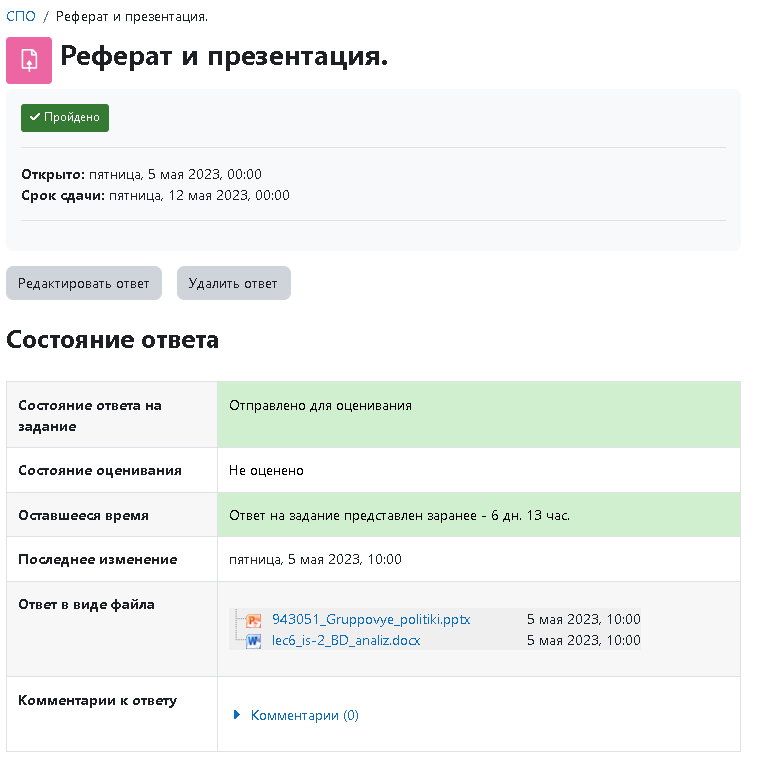 СПО / Реферат и презентация.
Реферат и презентация.
Пройдено
Открыто: пятница, 5 мая 2023, 00:00
Срок сдачи: пятница, 12 мая 2023, 00:00
Редактировать ответ Удалить ответ
Состояние ответа
Состояние ответа на
задание
Отправлено для оценивания
Состояние оценивания Не оценено
Оставшееся время Ответ на задание представлен заранее - 6 дн. 13 час.
Последнее изменение пятница, 5 мая 2023, 10:00
Ответ в виде файла
943051_Gruppovye_politiki.pptx 5 мая 2023, 10:00
lec6_is-2_BD_analiz.docx 5 мая 2023, 10:00
Комментарии к ответу
Комментарии (0)